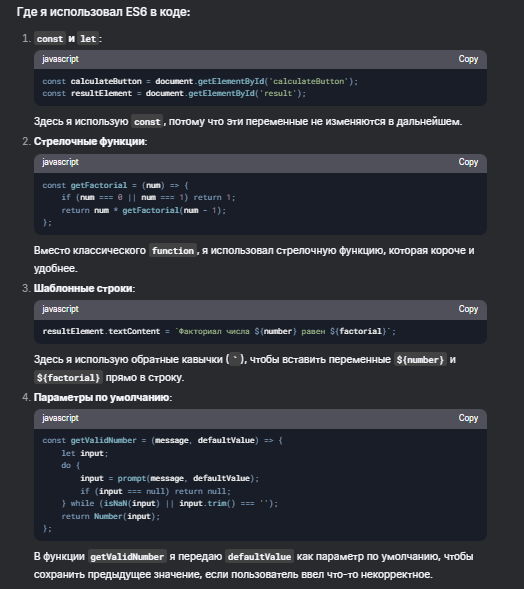 Где я использовал ES6 в коде:
1. const и let:
javascript Copy
const calculateButton = document.getElementById('calculateButton');
const resultElement = document.getElementById('result');
Здесь я использую const, потому что эти переменные не изменяются в дальнейшем.
2. Стрелочные функции:
javascript Copy
const getFactorial = (num) => {
    if (num === 0 || num === 1) return 1;
    return num * getFactorial(num - 1);
};
Вместо классического function, я использовал стрелочную функцию, которая короче и
удобнее.
3. Шаблонные строки:
javascript Copy
resultElement.textContent = `Факториал числа ${number} равен ${factorial}`;
Здесь я использую обратные кавычки (`), чтобы вставить переменные ${number} и
${factorial} прямо в строку.
4. Параметры по умолчанию:
javascript Copy
const getValidNumber = (message, defaultValue) => {
    let input;
    do {
        input = prompt(message, defaultValue);
        if (input === null) return null;
    } while (isNaN(input) || input.trim() === '');
    return Number(input);
};
В функции getValidNumber я передаю defaultValue как параметр по умолчанию, чтобы
сохранить предыдущее значение, если пользователь ввел что-то некорректное.